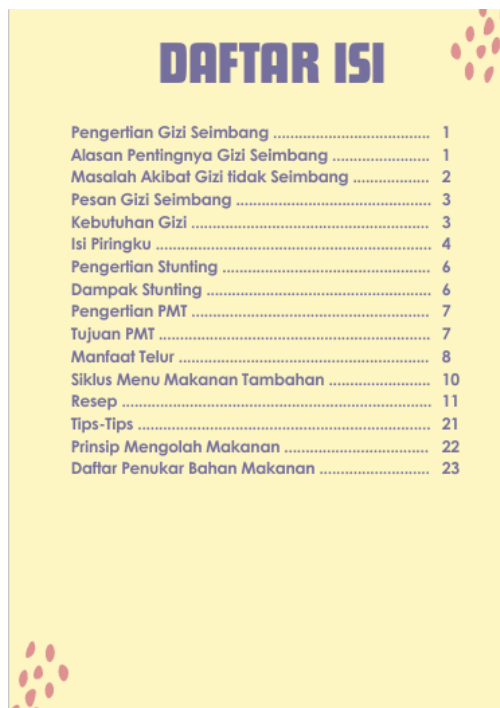 DAFTAR ISI
Pengertian Gizi Seimbang ..................................... 1
Alasan Pentingnya Gizi Seimbang ....................... 1
Masalah Akibat Gizi tidak Seimbang .................. 2
Pesan Gizi Seimbang .............................................. 3
Kebutuhan Gizi ........................................................ 3
Isi Piringku ................................................................. 4
Pengertian Stunting ................................................. 6
Dampak Stunting ..................................................... 6
Pengertian PMT ........................................................ 7
Tujuan PMT ................................................................ 7
Manfaat Telur ........................................................... 8
Siklus Menu Makanan Tambahan ........................ 10
Resep ......................................................................... 11
Tips-Tips ..................................................................... 21
Prinsip Mengolah Makanan .................................. 22
Daftar Penukar Bahan Makanan .......................... 23